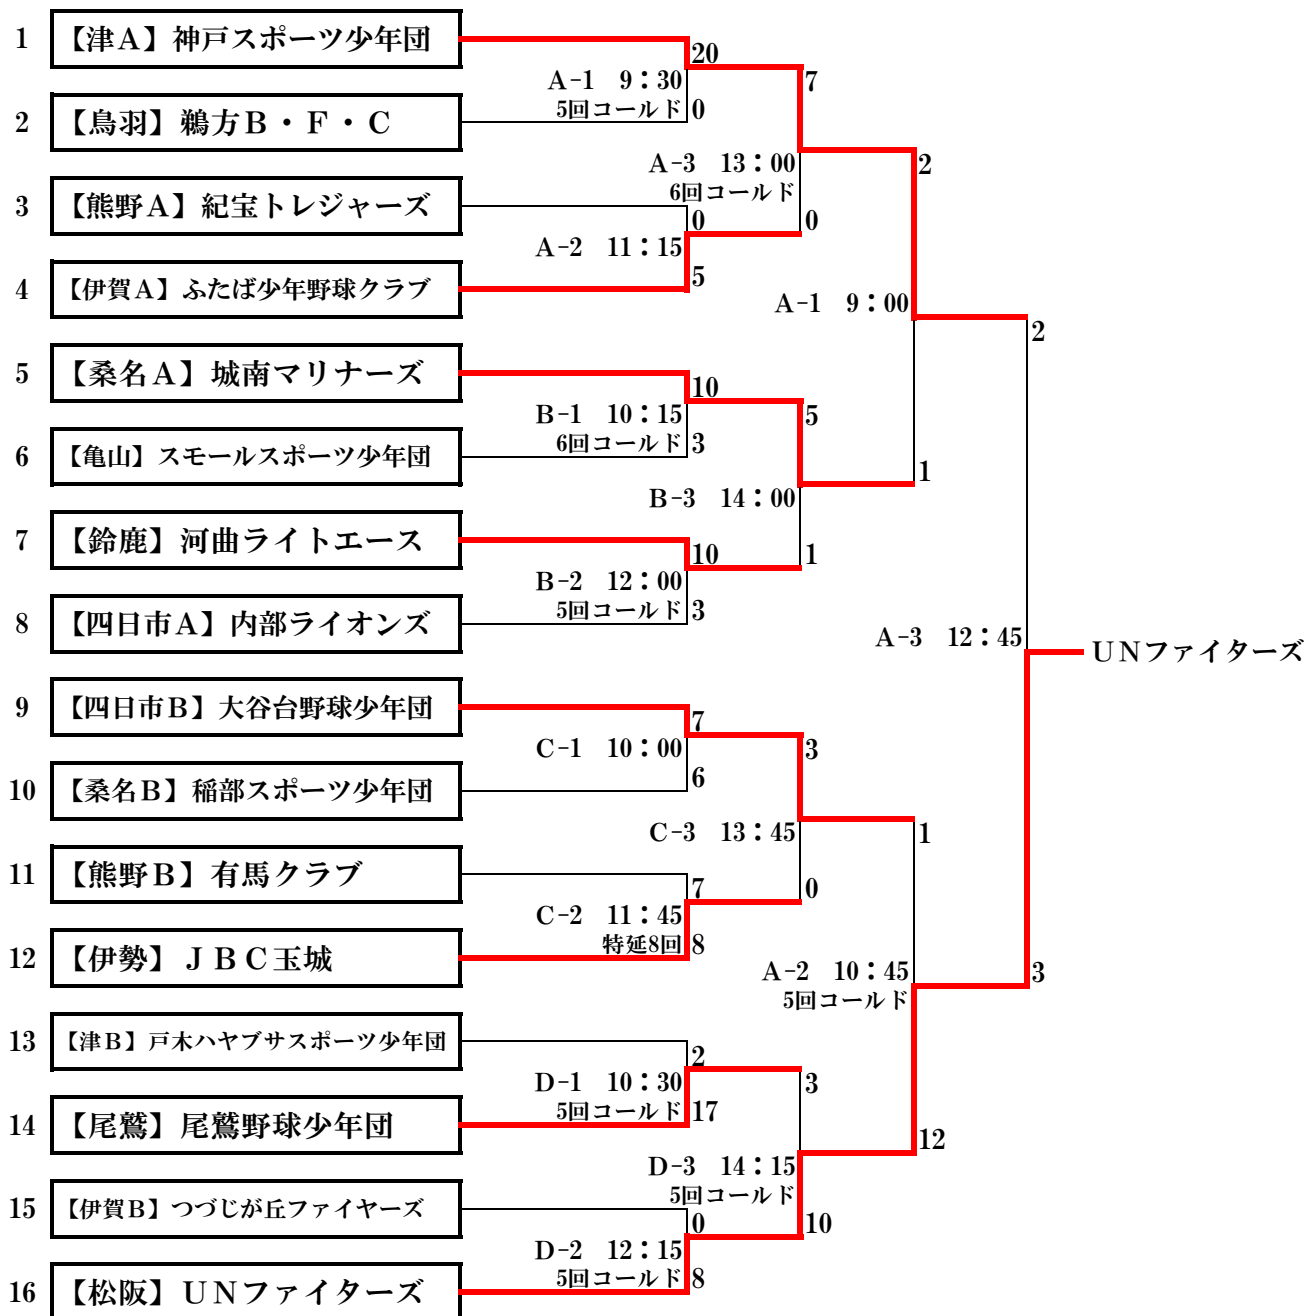 1 【津A】神戸スポーツ少年団
20
A-1 9：30
5回コールド 0
2 【鳥羽】鵜方B・F・C
7
A-3 13：00
6回コールド
0
2
3 【熊野A】紀宝トレジャーズ
0
A-2 11：15
5
4 【伊賀A】ふたば少年野球クラブ
A-1 9：00
2
5 【桑名A】城南マリナーズ
10
B-1 10：15
6回コールド 3
6 【亀山】スモールスポーツ少年団
5
B-3 14：00
1
1
7 【鈴鹿】河曲ライトエース
10
B-2 12：00
5回コールド 3
8 【四日市A】内部ライオンズ
A-3 12：45
UNファイターズ
9 【四日市B】大谷台野球少年団
7
C-1 10：00
6
10 【桑名B】稲部スポーツ少年団
3
C-3 13：45
0
1
11 【熊野B】有馬クラブ
7
C-2 11：45
特延8回 8
12 【伊勢】JBC玉城
A-2 10：45
5回コールド
3
13 【津B】戸木ハヤブサスポーツ少年団
2
D-1 10：30
5回コールド 17
14 【尾鷲】尾鷲野球少年団
3
D-3 14：15
5回コールド
10
12
15 【伊賀B】つづじが丘ファイヤーズ
0
D-2 12：15
5回コールド 8
16 【松阪】UNファイターズ